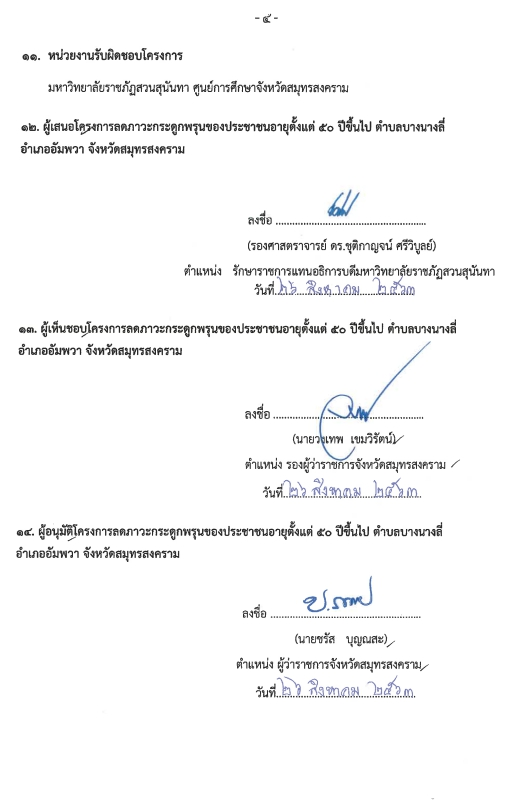 - ๔ -
๑๑. หน่วยงานรับผิดชอบโครงการ
มหาวิทยาลัยราชภัฏสวนสุนันทา ศูนย์การศึกษาจังหวัดสมุทรสงคราม
๑๒. ผู้เสนอโครงการลดภาวะกระดูกพรุนของประชาชนอายุตั้งแต่ ๕๐ ปีขึ้นไป ตำบลบางนางลี่
อำเภออัมพวา จังหวัดสมุทรสงคราม
ลงชื่อ ......................................................
(รองศาสตราจารย์ ดร.ชุติกาญจน์ ศรีวิบูลย์)
ตำแหน่ง รักษาราชการแทนอธิการบดีมหาวิทยาลัยราชภัฏสวนสุนันทา
วันที่ ๒๖ สิงหาคม ๒๕๖๓
๑๓. ผู้เห็นชอบโครงการลดภาวะกระดูกพรุนของประชาชนอายุตั้งแต่ ๕๐ ปีขึ้นไป ตำบลบางนางลี่
อำเภออัมพวา จังหวัดสมุทรสงคราม
ลงชื่อ ......................................................
(นาย เขมวิรัตน์)
ตำแหน่ง รองผู้ว่าราชการจังหวัดสมุทรสงคราม
วันที่ ๒๖ สิงหาคม ๒๕๖๓
๑๔. ผู้อนุมัติโครงการลดภาวะกระดูกพรุนของประชาชนอายุตั้งแต่ ๕๐ ปีขึ้นไป ตำบลบางนางลี่
อำเภออัมพวา จังหวัดสมุทรสงคราม
ลงชื่อ ......................................................
(นายชรัส บุญณสะ)
ตำแหน่ง ผู้ว่าราชการจังหวัดสมุทรสงคราม
วันที่ ๒๖ สิงหาคม ๒๕๖๓